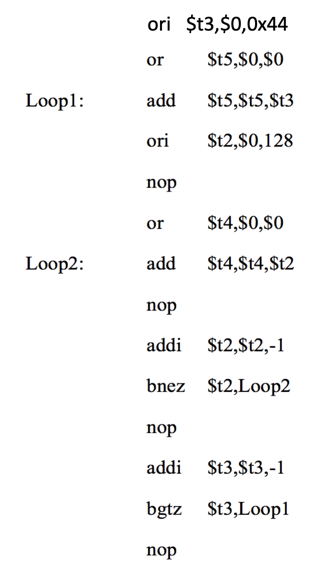 ori $t3,$0,0x44
or $t5,$0,$0
Loop1: add $t5,$t5,$t3
ori $t2,$0,128
nop
or $t4,$0,$0
Loop2: add $t4,$t4,$t2
nop
addi $t2,$t2,-1
bnez $t2,Loop2
nop
addi $t3,$t3,-1
bgtz $t3,Loop1
nop